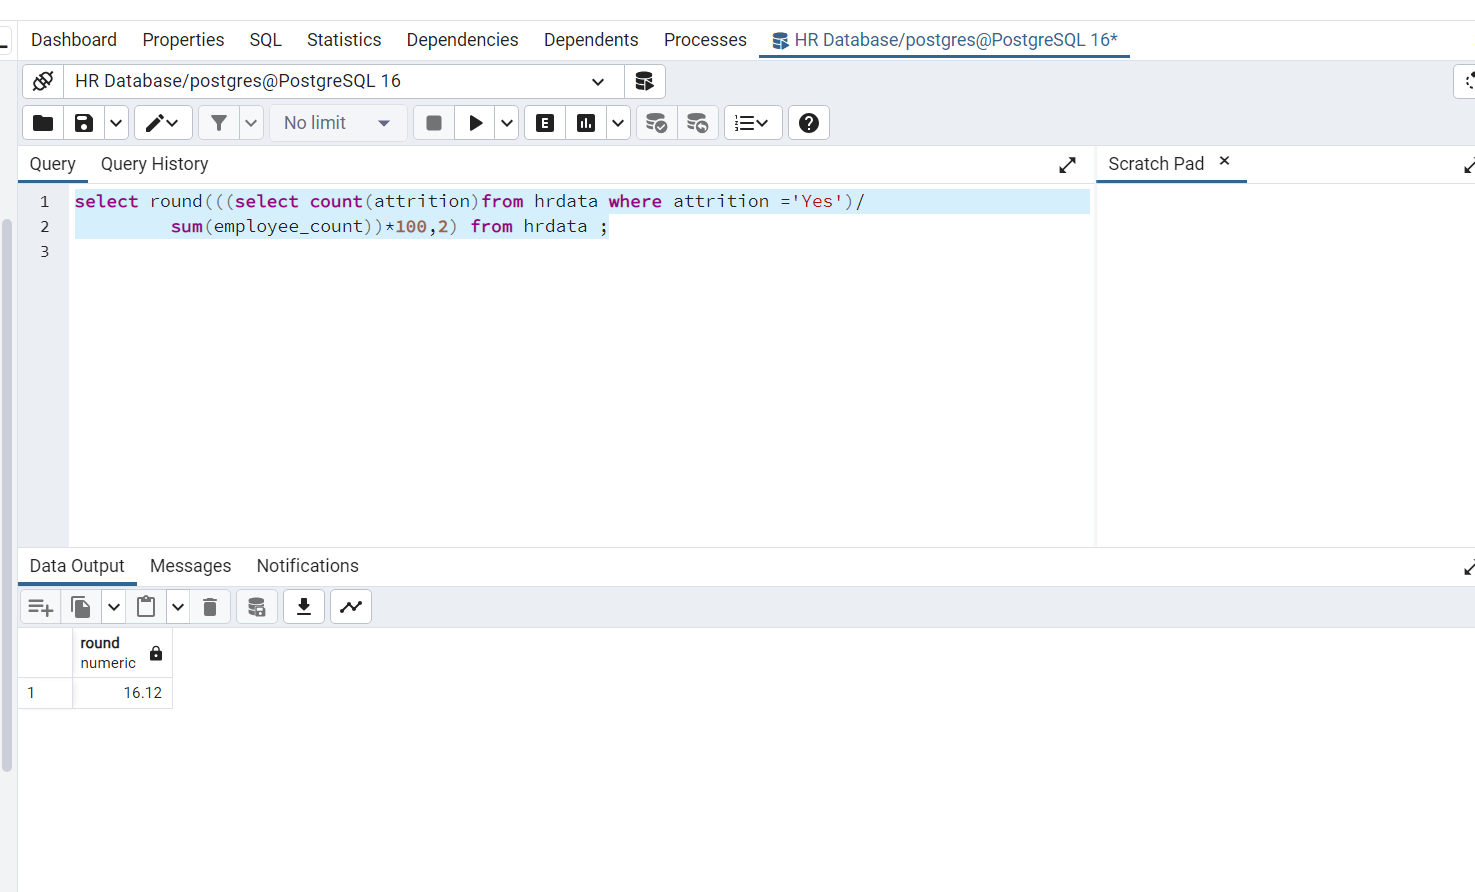 Dashboard Properties SQL Statistics Dependencies Dependents Processes HR Database/postgres@PostgreSQL 16*
HR Database/postgres@PostgreSQL 16
No limit E
Query Query History Scratch Pad
1 select round(((select count(attrition)from hrdata where attrition ='Yes')/
2 sum(employee_count))*100,2) from hrdata ;
3
Data Output Messages Notifications
round
numeric
1 16.12